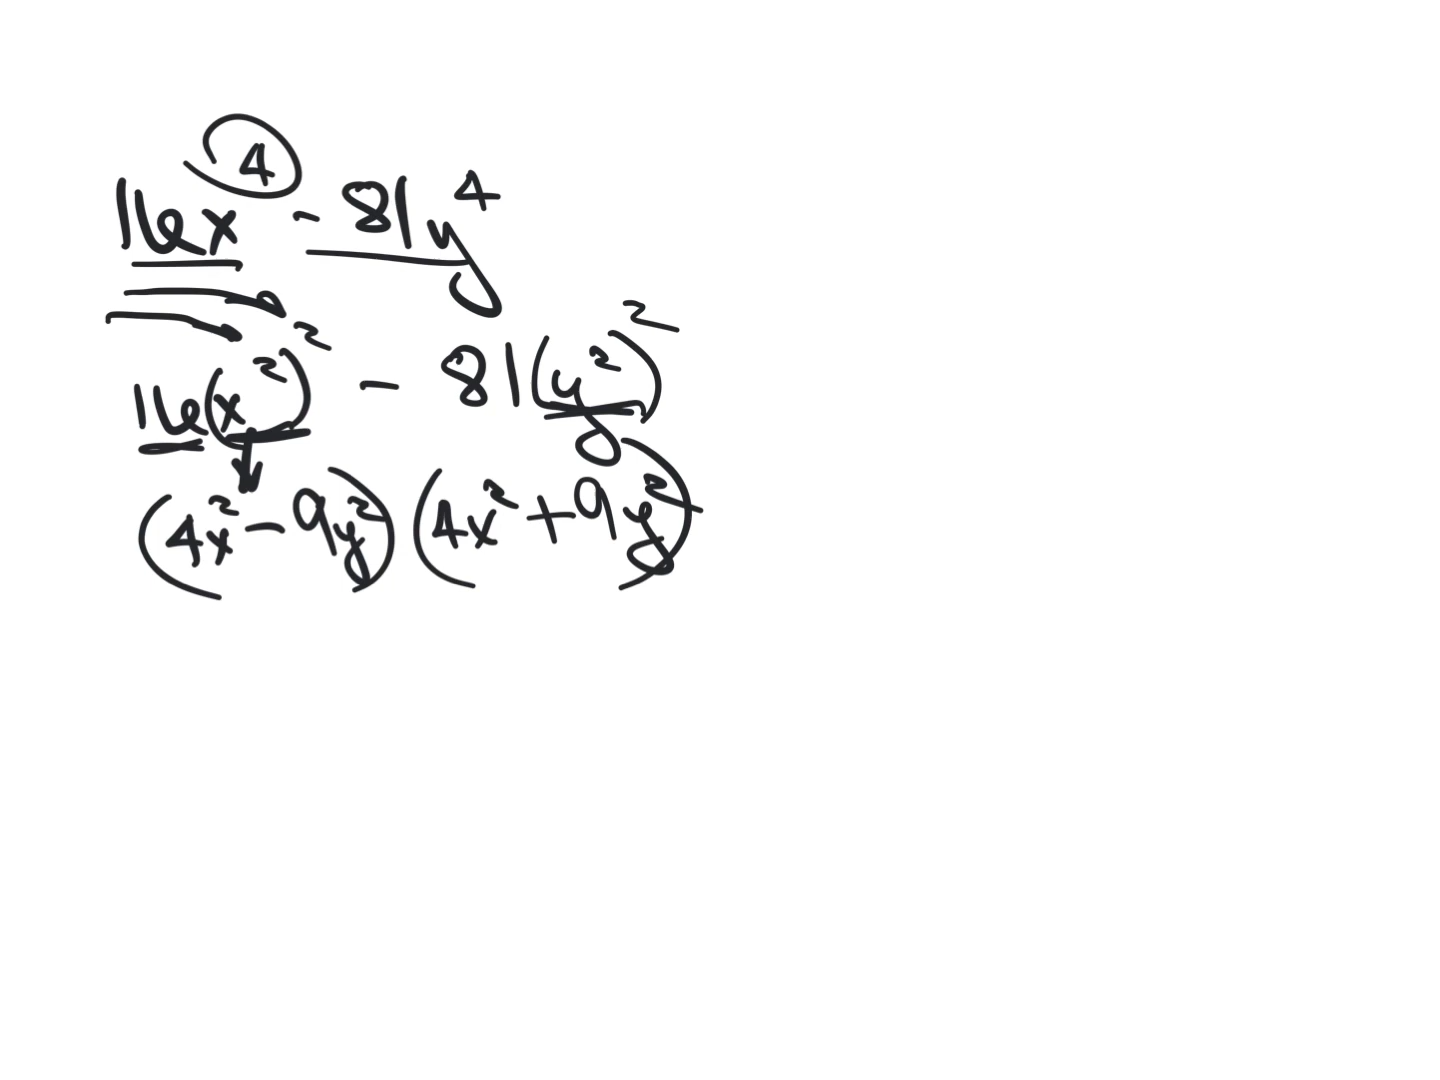 16x⁴ - 81y⁴
16(x²)² - 81(y²)²
(4x² - 9y²)(4x² + 9y²)